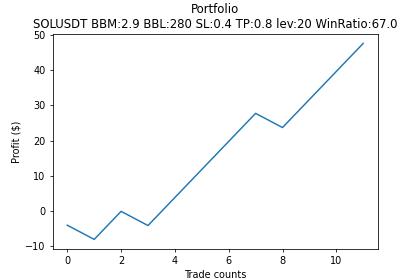 Portfolio
SOLUSDT BBM:2.9 BBL:280 SL:0.4 TP:0.8 lev:20 WinRatio:67.0
50
40
30
20
10
0
−10
Profit ($)
0 2 4 6 8 10
Trade counts